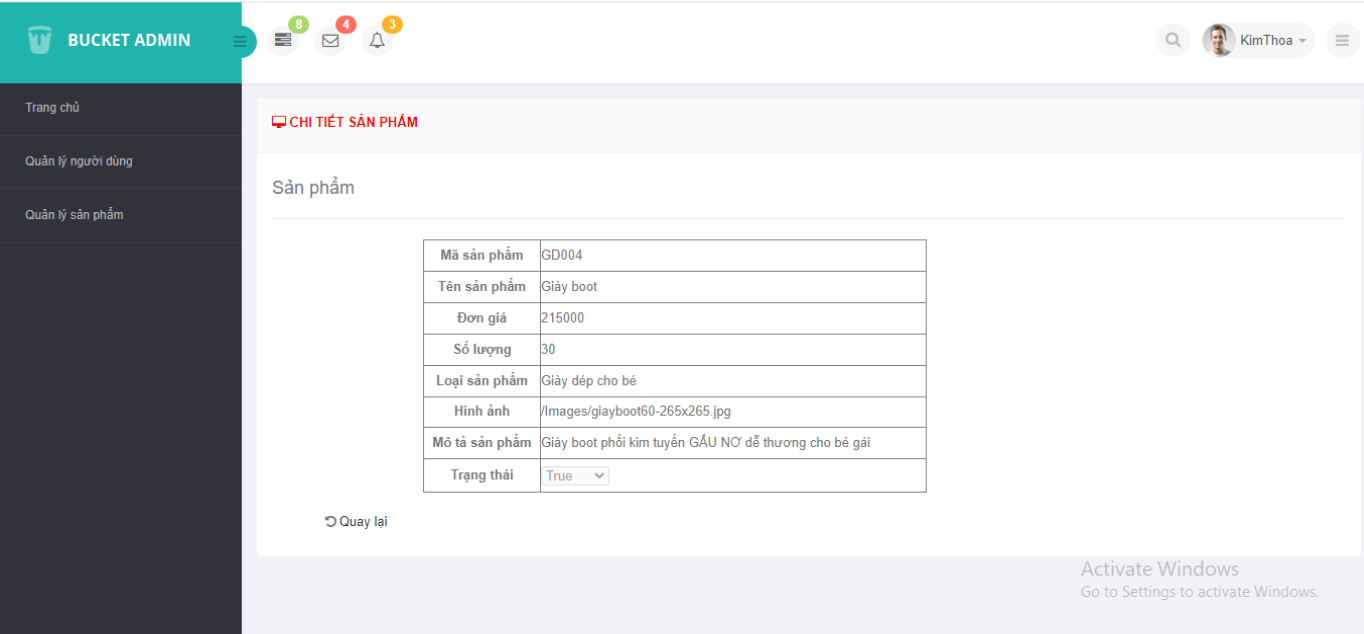 BUCKET ADMIN
8
4
3
KimThoa
Trang chủ
Quản lý người dùng
Quản lý sản phẩm
CHI TIẾT SẢN PHẨM
Sản phẩm
Mã sản phẩm GD004
Tên sản phẩm Giày boot
Đơn giá 215000
Số lượng 30
Loại sản phẩm Giày dép cho bé
Hình ảnh /Images/giayboot60-265x265.jpg
Mô tả sản phẩm Giày boot phối kim tuyến GẤU NƠ dễ thương cho bé gái
Trạng thái True
Quay lại
Activate Windows
Go to Settings to activate Windows.